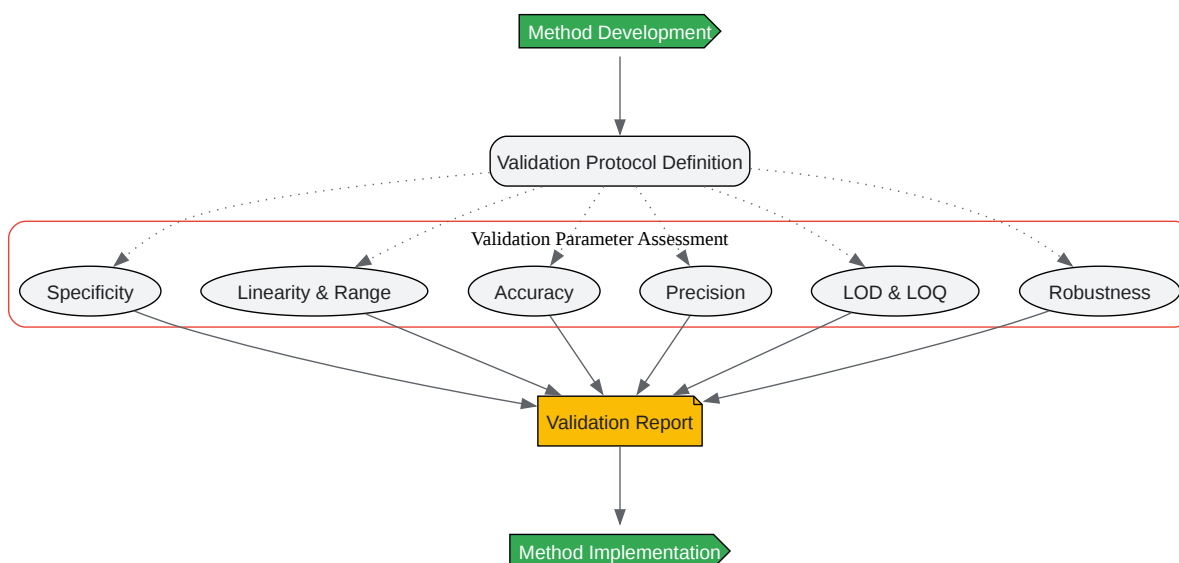 Method Development
Validation Protocol Definition
Validation Parameter Assessment
Specificity
Linearity & Range
Accuracy
Precision
LOD & LOQ
Robustness
Validation Report
Method Implementation